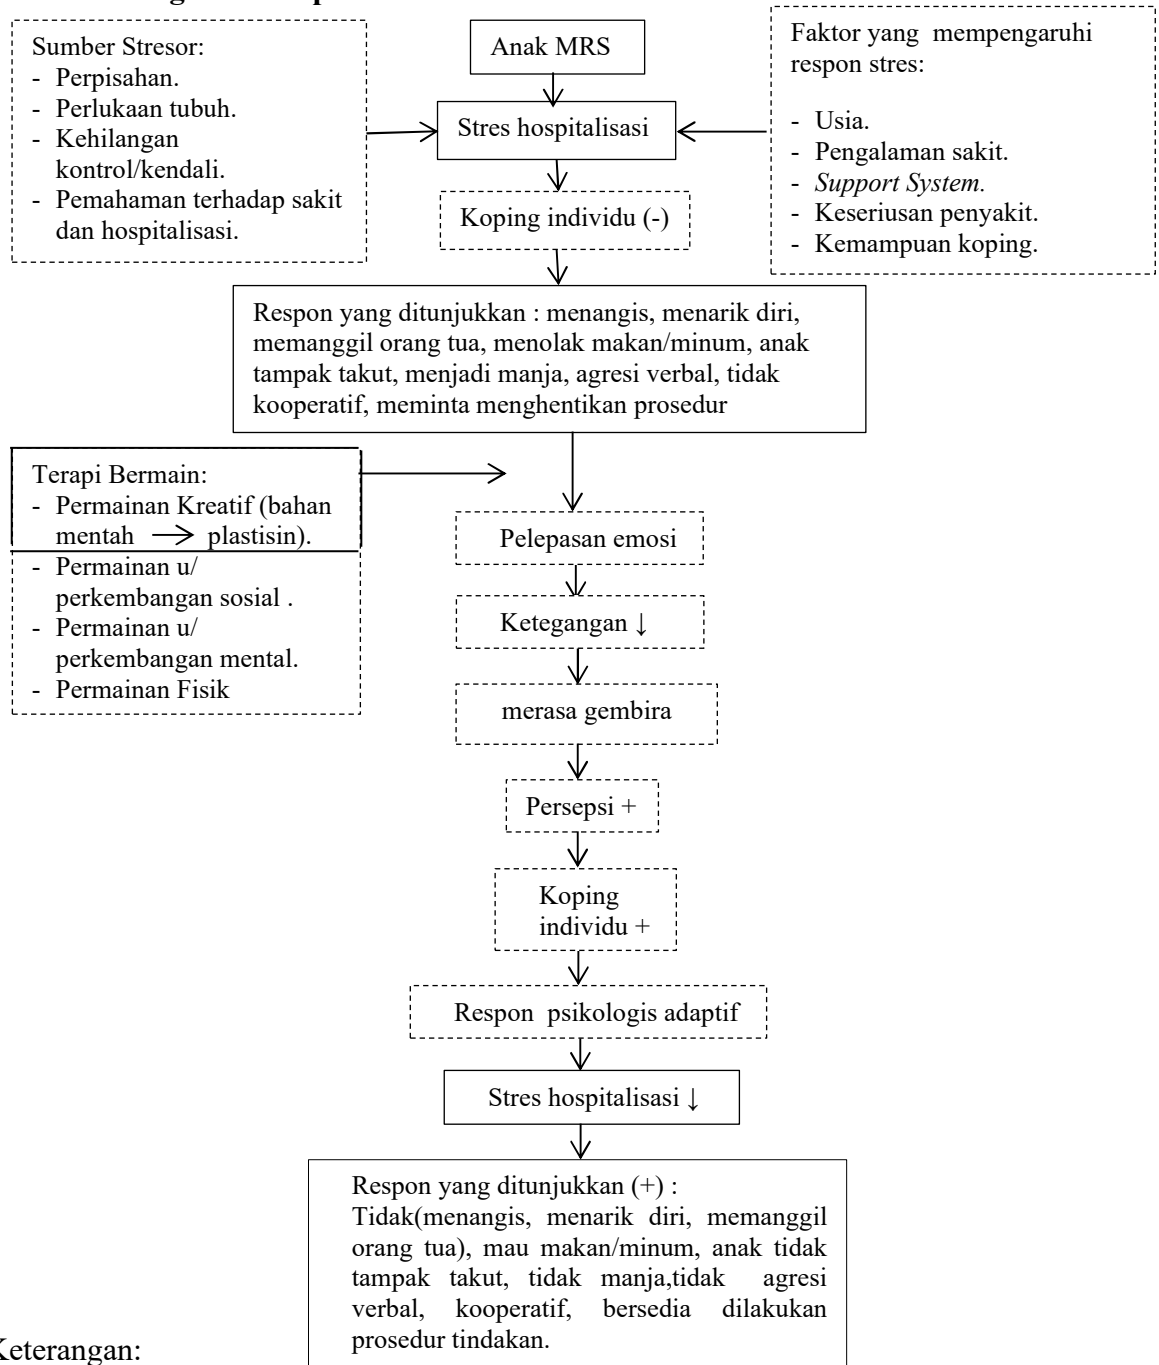 Sumber Stresor:
- Perpisahan.
- Perlukaan tubuh.
- Kehilangan
kontrol/kendali.
- Pemahaman terhadap sakit
dan hospitalisasi.
Anak MRS
Stres hospitalisasi
Koping individu (-)
Faktor yang mempengaruhi
respon stres:
- Usia.
- Pengalaman sakit.
- Support System.
- Keseriusan penyakit.
- Kemampuan koping.
Respon yang ditunjukkan : menangis, menarik diri,
memanggil orang tua, menolak makan/minum, anak
tampak takut, menjadi manja, agresi verbal, tidak
kooperatif, meminta menghentikan prosedur
Terapi Bermain:
- Permainan Kreatif (bahan
mentah → plastisin).
- Permainan u/
perkembangan sosial .
- Permainan u/
perkembangan mental.
- Permainan Fisik
Pelepasan emosi
Ketegangan ↓
merasa gembira
Persepsi +
Koping
individu +
Respon psikologis adaptif
Stres hospitalisasi ↓
Respon yang ditunjukkan (+) :
Tidak(menangis, menarik diri, memanggil
orang tua), mau makan/minum, anak tidak
tampak takut, tidak manja,tidak agresi
verbal, kooperatif, bersedia dilakukan
prosedur tindakan.
Keterangan: